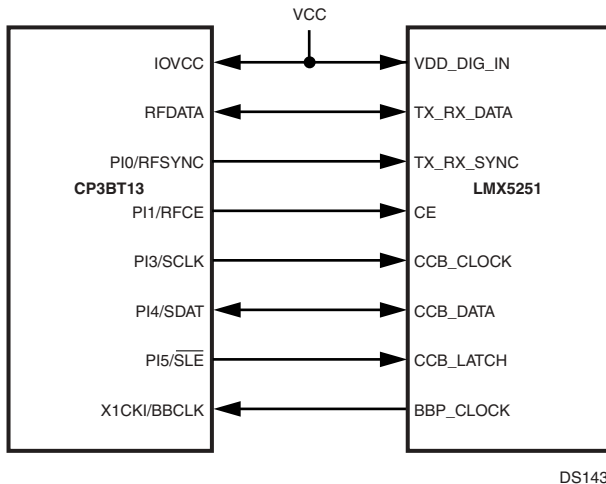 VCC
IOVCC VDD_DIG_IN
RFDATA TX_RX_DATA
PI0/RFSYNC TX_RX_SYNC
CP3BT13 LMX5251
PI1/RFCE CE
PI3/SCLK CCB_CLOCK
PI4/SDAT CCB_DATA
PI5/S̅L̅E̅ CCB_LATCH
X1CKI/BBCLK BBP_CLOCK
DS143